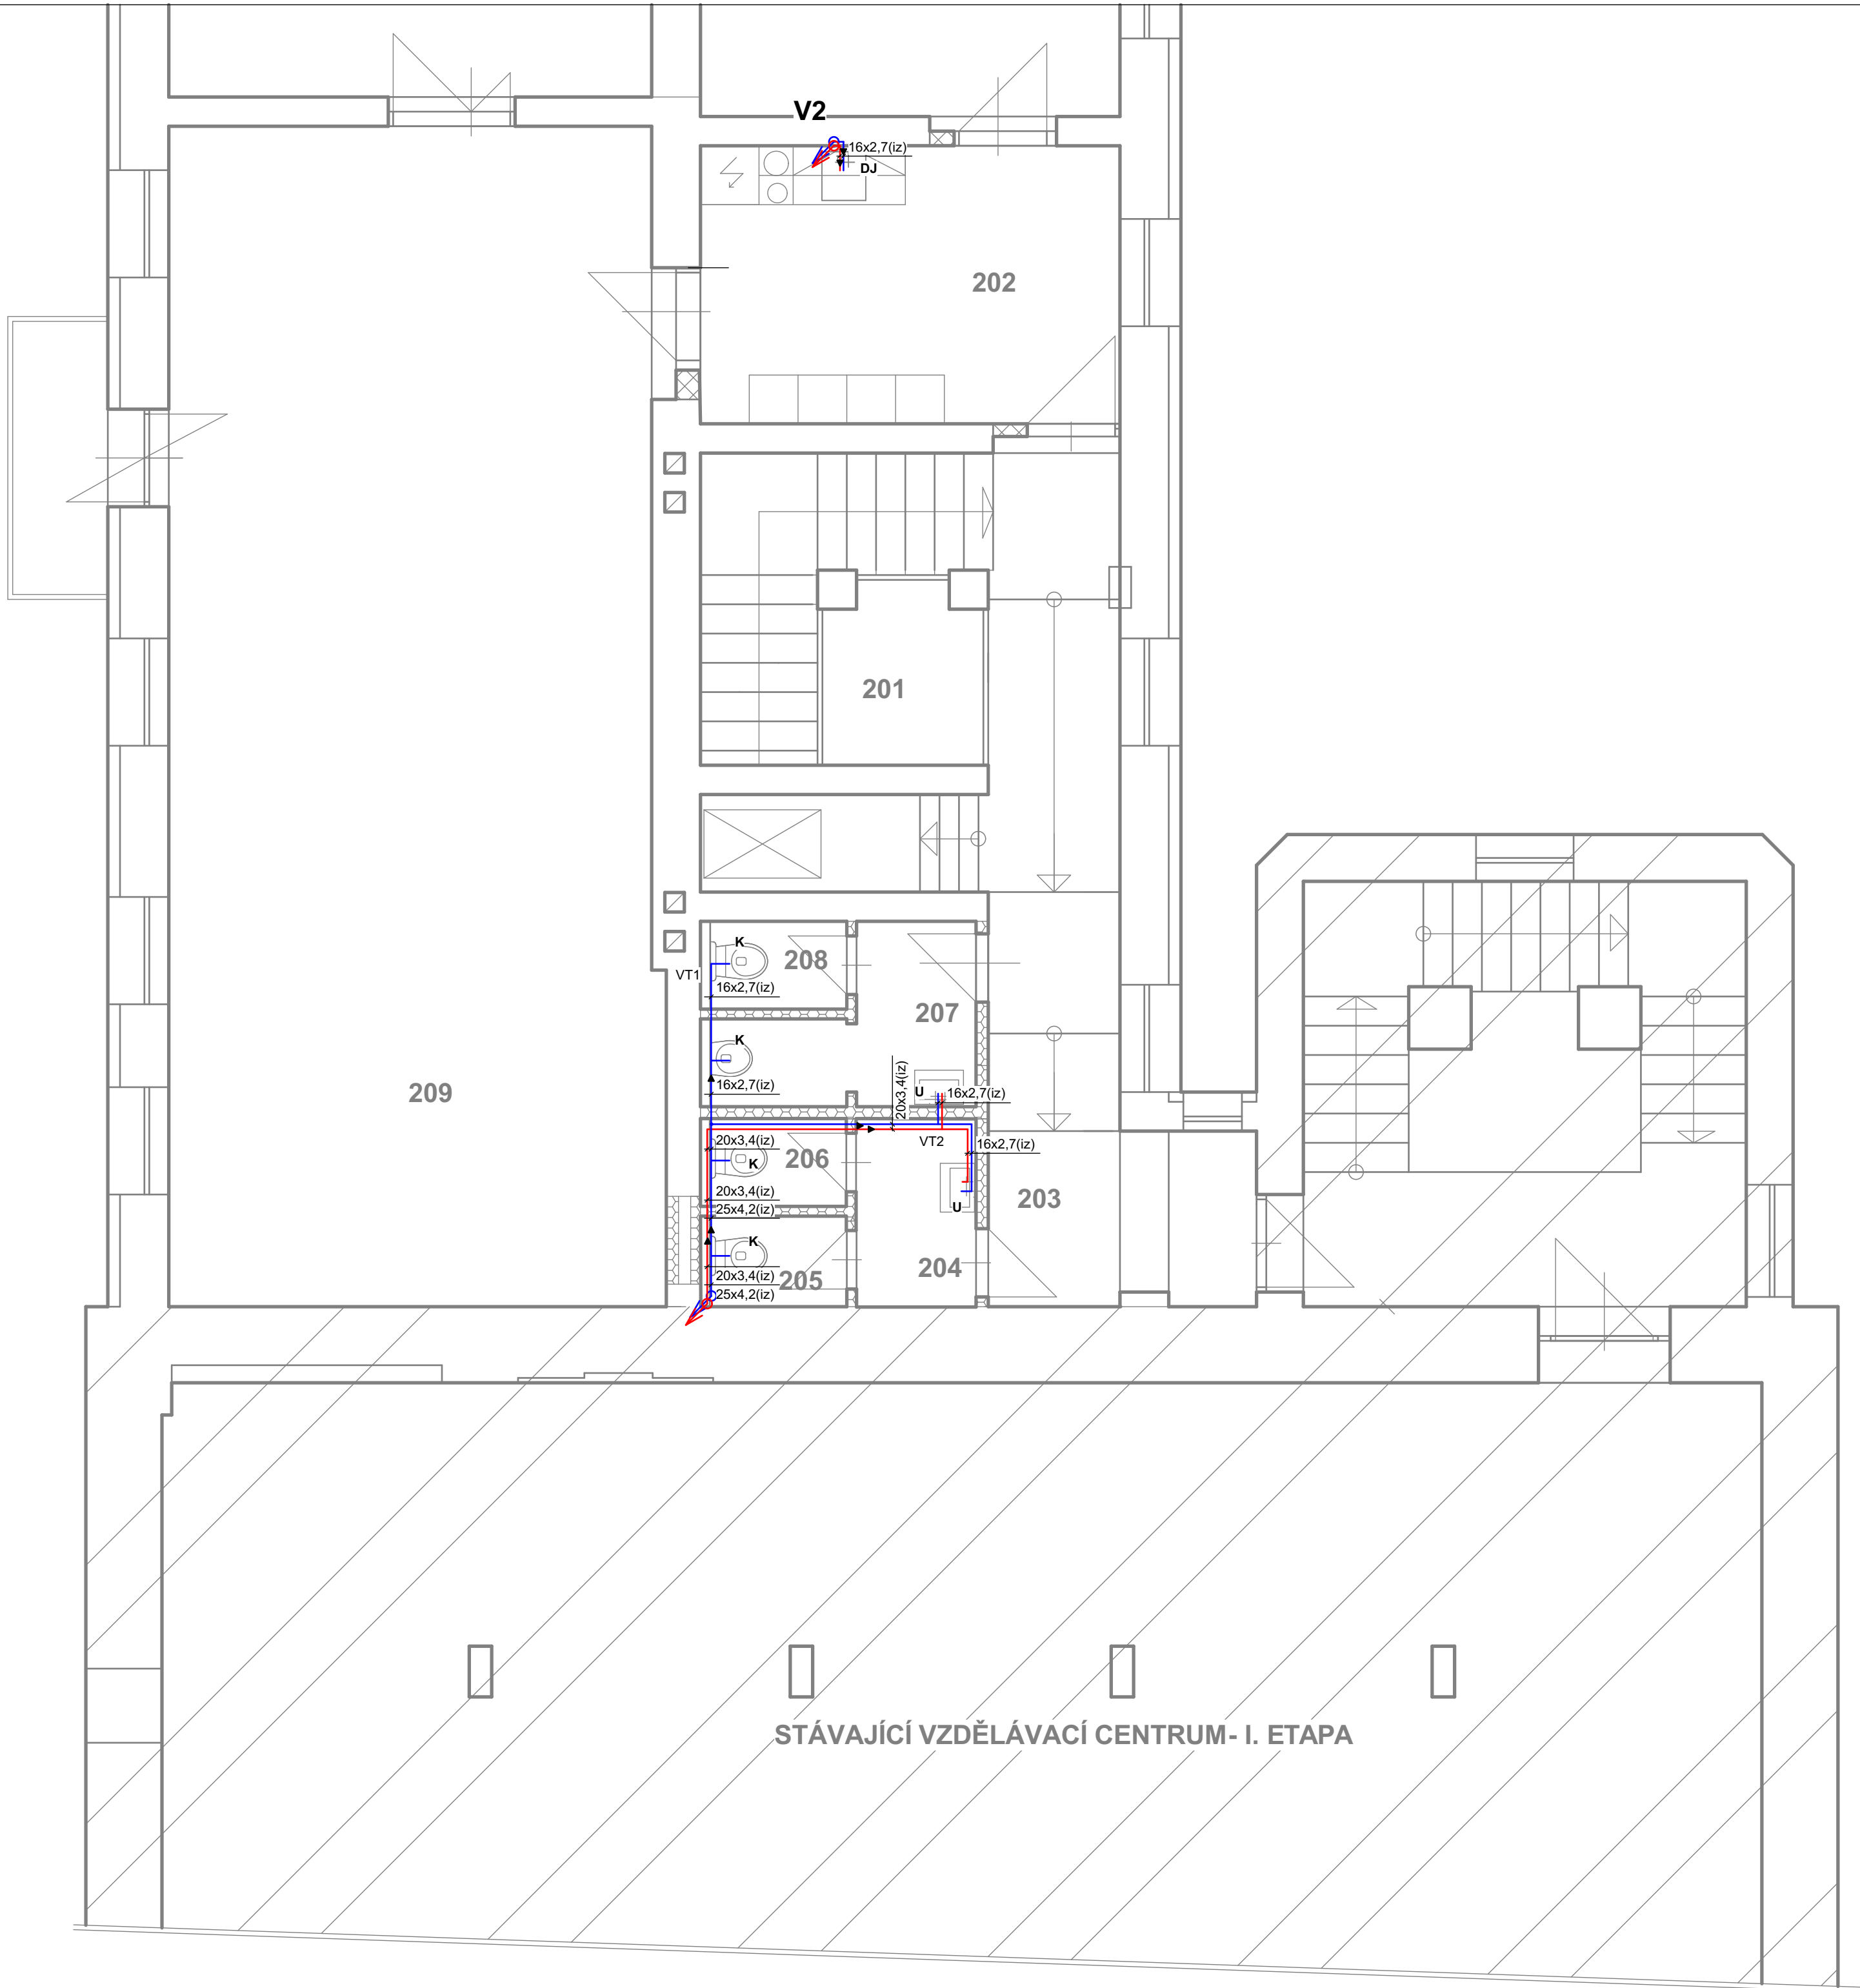 V2
16x2,7(iz)
DJ
202
201
K
208
VT1
16x2,7(iz)
207
K
16x2,7(iz)
20x3,4(iz)
U
16x2,7(iz)
209
20x3,4(iz)
206
K
VT2
16x2,7(iz)
20x3,4(iz)
25x4,2(iz)
U
203
K
204
20x3,4(iz)
205
25x4,2(iz)
STÁVAJÍCÍ VZDĚLÁVACÍ CENTRUM- I. ETAPA